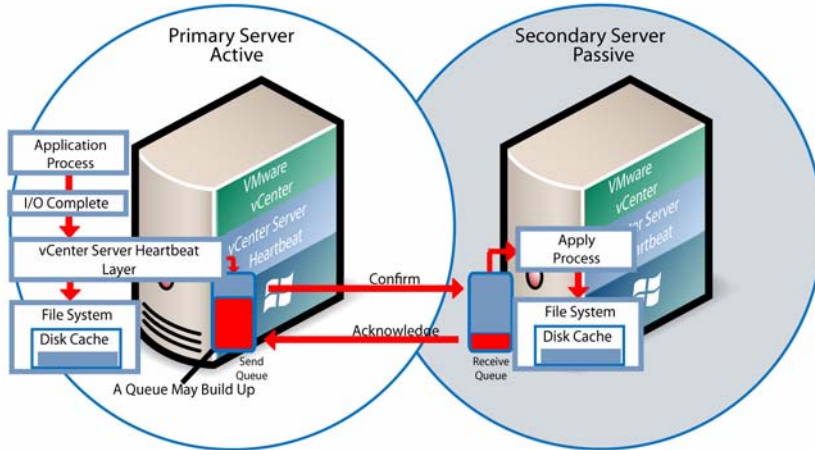 Primary Server
Active
Secondary Server
Passive
Application
Process
I/O Complete
vCenter Server Heartbeat
Layer
File System
Disk Cache
A Queue May Build Up
VMware
vCenter
vCenter Server
Heartbeat
Send
Queue
Confirm
Acknowledge
Receive
Queue
VMware
vCenter
Server
Heartbeat
Apply
Process
File System
Disk Cache